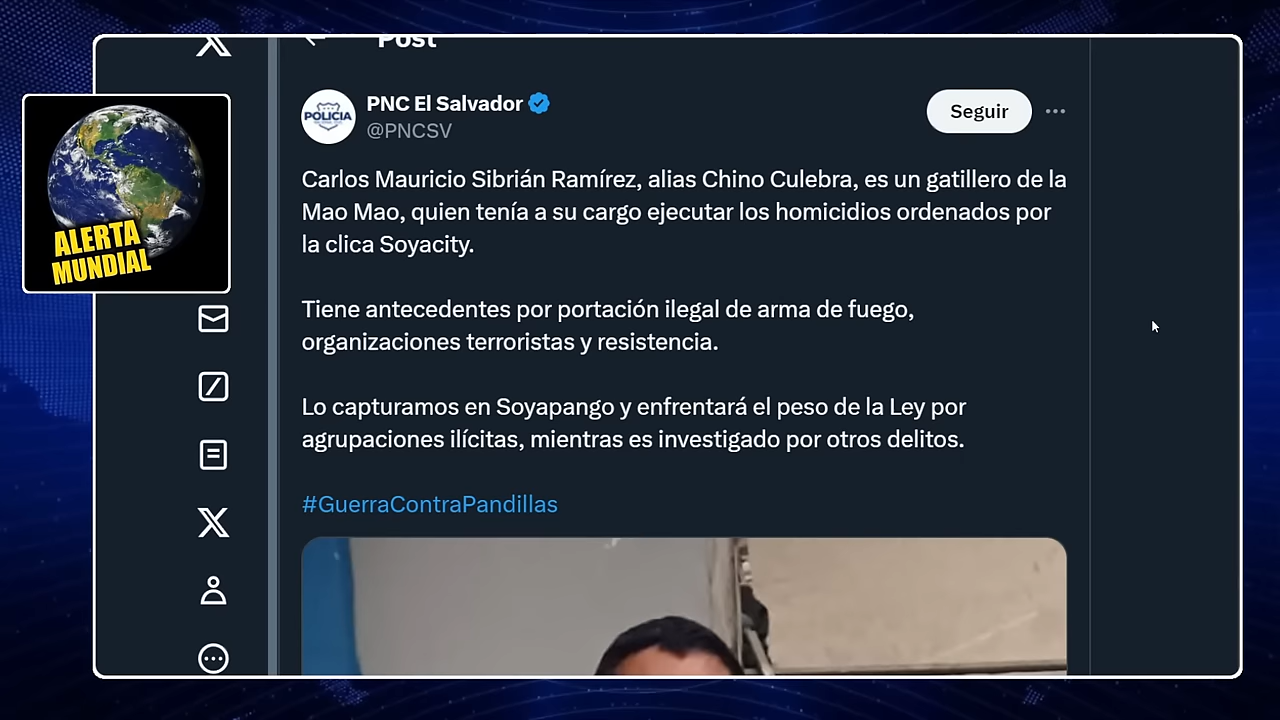 Post
PNC El Salvador
@PNCSV
Seguir
POLICIA
ALERTA
MUNDIAL
Carlos Mauricio Sibrián Ramírez, alias Chino Culebra, es un gatillero de la
Mao Mao, quien tenía a su cargo ejecutar los homicidios ordenados por
la clica Soyacity.
Tiene antecedentes por portación ilegal de arma de fuego,
organizaciones terroristas y resistencia.
Lo capturamos en Soyapango y enfrentará el peso de la Ley por
agrupaciones ilícitas, mientras es investigado por otros delitos.
#GuerraContraPandillas